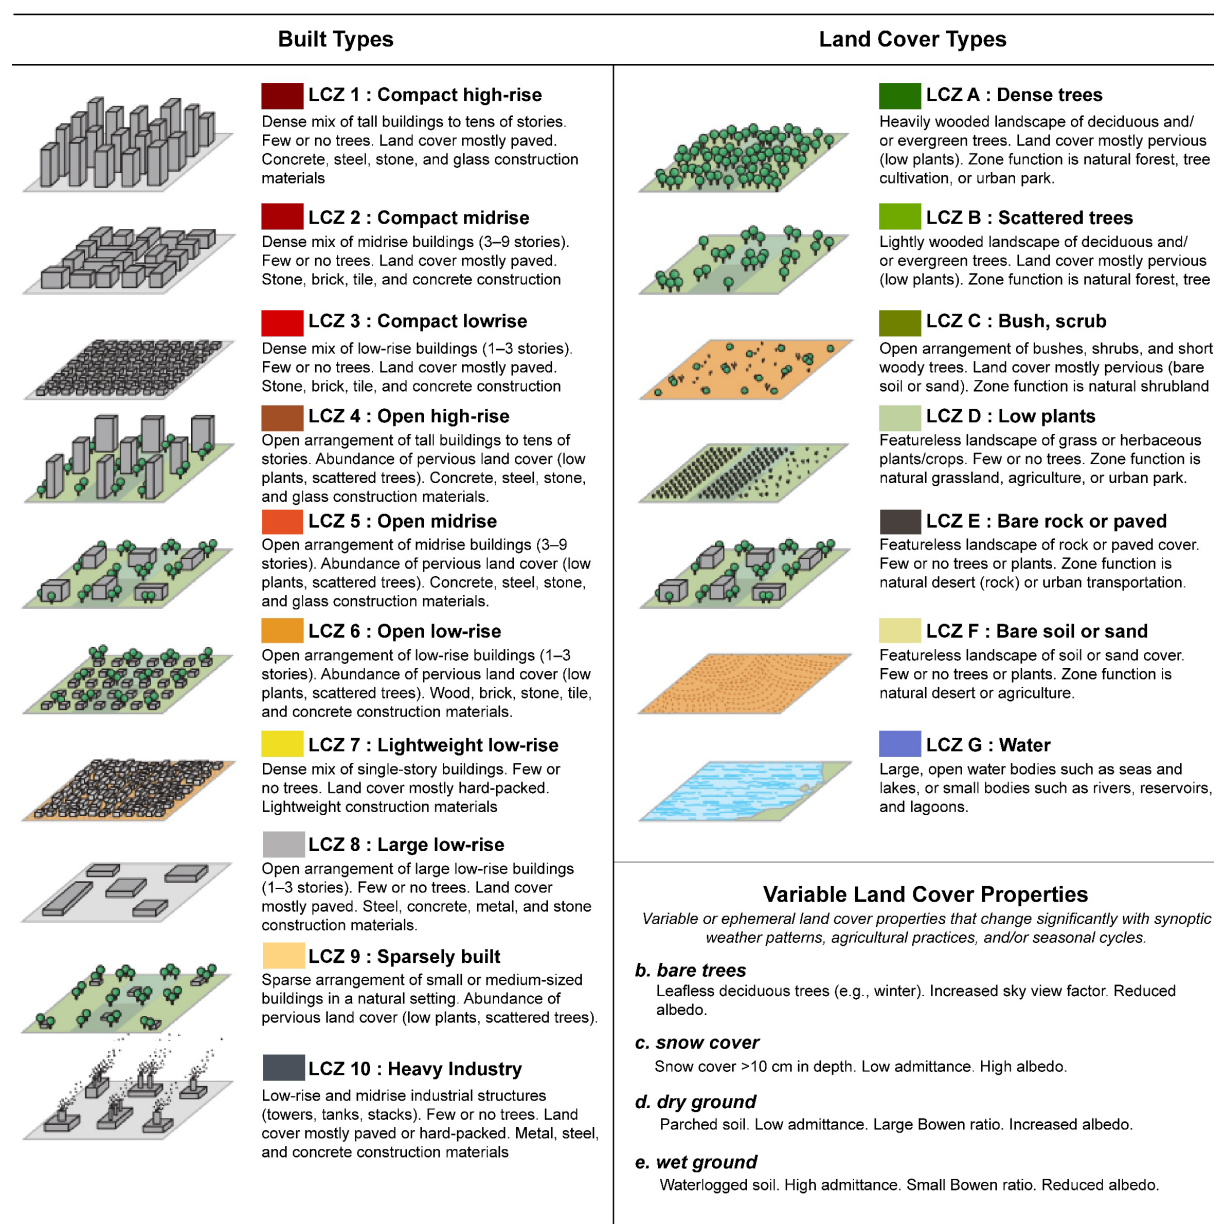 Built Types
LCZ 1 : Compact high-rise
Dense mix of tall buildings to tens of stories.
Few or no trees. Land cover mostly paved.
Concrete, steel, stone, and glass construction
materials
LCZ 2 : Compact midrise
Dense mix of midrise buildings (3–9 stories).
Few or no trees. Land cover mostly paved.
Stone, brick, tile, and concrete construction
LCZ 3 : Compact lowrise
Dense mix of low-rise buildings (1–3 stories).
Few or no trees. Land cover mostly paved.
Stone, brick, tile, and concrete construction
LCZ 4 : Open high-rise
Open arrangement of tall buildings to tens of
stories. Abundance of pervious land cover (low
plants, scattered trees). Concrete, steel, stone,
and glass construction materials.
LCZ 5 : Open midrise
Open arrangement of midrise buildings (3–9
stories). Abundance of pervious land cover (low
plants, scattered trees). Concrete, steel, stone,
and glass construction materials.
LCZ 6 : Open low-rise
Open arrangement of low-rise buildings (1–3
stories). Abundance of pervious land cover (low
plants, scattered trees). Wood, brick, stone, tile,
and concrete construction materials.
LCZ 7 : Lightweight low-rise
Dense mix of single-story buildings. Few or
no trees. Land cover mostly hard-packed.
Lightweight construction materials
LCZ 8 : Large low-rise
Open arrangement of large low-rise buildings
(1–3 stories). Few or no trees. Land cover
mostly paved. Steel, concrete, metal, and stone
construction materials.
LCZ 9 : Sparsely built
Sparse arrangement of small or medium-sized
buildings in a natural setting. Abundance of
pervious land cover (low plants, scattered trees).
LCZ 10 : Heavy Industry
Low-rise and midrise industrial structures
(towers, tanks, stacks). Few or no trees. Land
cover mostly paved or hard-packed. Metal, steel,
and concrete construction materials
Land Cover Types
LCZ A : Dense trees
Heavily wooded landscape of deciduous and/
or evergreen trees. Land cover mostly pervious
(low plants). Zone function is natural forest, tree
cultivation, or urban park.
LCZ B : Scattered trees
Lightly wooded landscape of deciduous and/
or evergreen trees. Land cover mostly pervious
(low plants). Zone function is natural forest, tree
LCZ C : Bush, scrub
Open arrangement of bushes, shrubs, and short
woody trees. Land cover mostly pervious (bare
soil or sand). Zone function is natural shrubland
LCZ D : Low plants
Featureless landscape of grass or herbaceous
plants/crops. Few or no trees. Zone function is
natural grassland, agriculture, or urban park.
LCZ E : Bare rock or paved
Featureless landscape of rock or paved cover.
Few or no trees or plants. Zone function is
natural desert (rock) or urban transportation.
LCZ F : Bare soil or sand
Featureless landscape of soil or sand cover.
Few or no trees or plants. Zone function is
natural desert or agriculture.
LCZ G : Water
Large, open water bodies such as seas and
lakes, or small bodies such as rivers, reservoirs,
and lagoons.
Variable Land Cover Properties
Variable or ephemeral land cover properties that change significantly with synoptic
weather patterns, agricultural practices, and/or seasonal cycles.
b. bare trees
Leafless deciduous trees (e.g., winter). Increased sky view factor. Reduced
albedo.
c. snow cover
Snow cover >10 cm in depth. Low admittance. High albedo.
d. dry ground
Parched soil. Low admittance. Large Bowen ratio. Increased albedo.
e. wet ground
Waterlogged soil. High admittance. Small Bowen ratio. Reduced albedo.